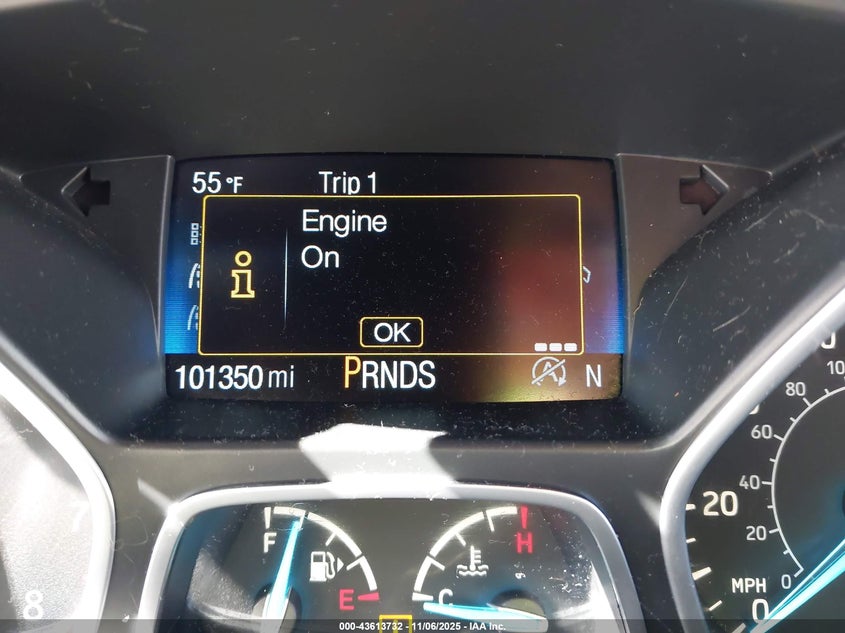 55°F Trip 1
Engine
On
OK
101350 mi PRNDS N
F H
E C
7
8
20
0
20
40
60
80
MPH
0
000-43613732 - 11/06/2025 - IAA Inc.